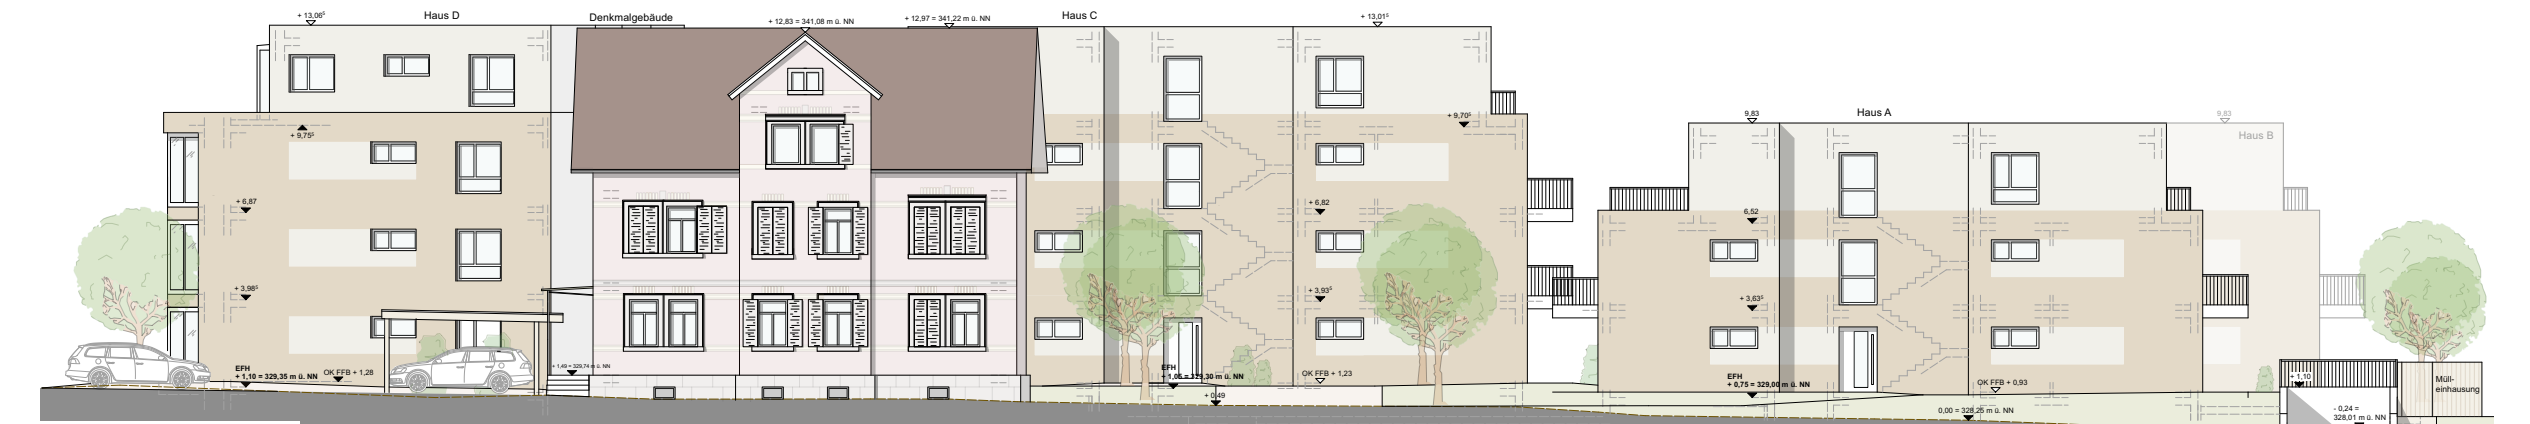 Haus D
Denkmalgebäude
Haus C
+ 13,06⁵
+ 12,83 = 341,08 m ü. NN
+ 12,97 = 341,22 m ü. NN
+ 13,01⁵
+ 9,75⁵
+ 9,70⁵
9,83
Haus A
9,83
Haus B
+ 6,87
+ 6,82
6,52
+ 3,98⁵
+ 3,93⁵
+ 3,63⁵
EFH
+ 1,10 = 329,35 m ü. NN
OK FFB + 1,28
+ 1,49 = 329,74 m ü. NN
EFH
+ 1,05 = 329,30 m ü. NN
OK FFB + 1,23
+ 0,49
EFH
+ 0,75 = 329,00 m ü. NN
OK FFB + 0,93
0,00 = 328,25 m ü. NN
+ 1,10
- 0,24 =
328,01 m ü. NN
Müll-
einhausung